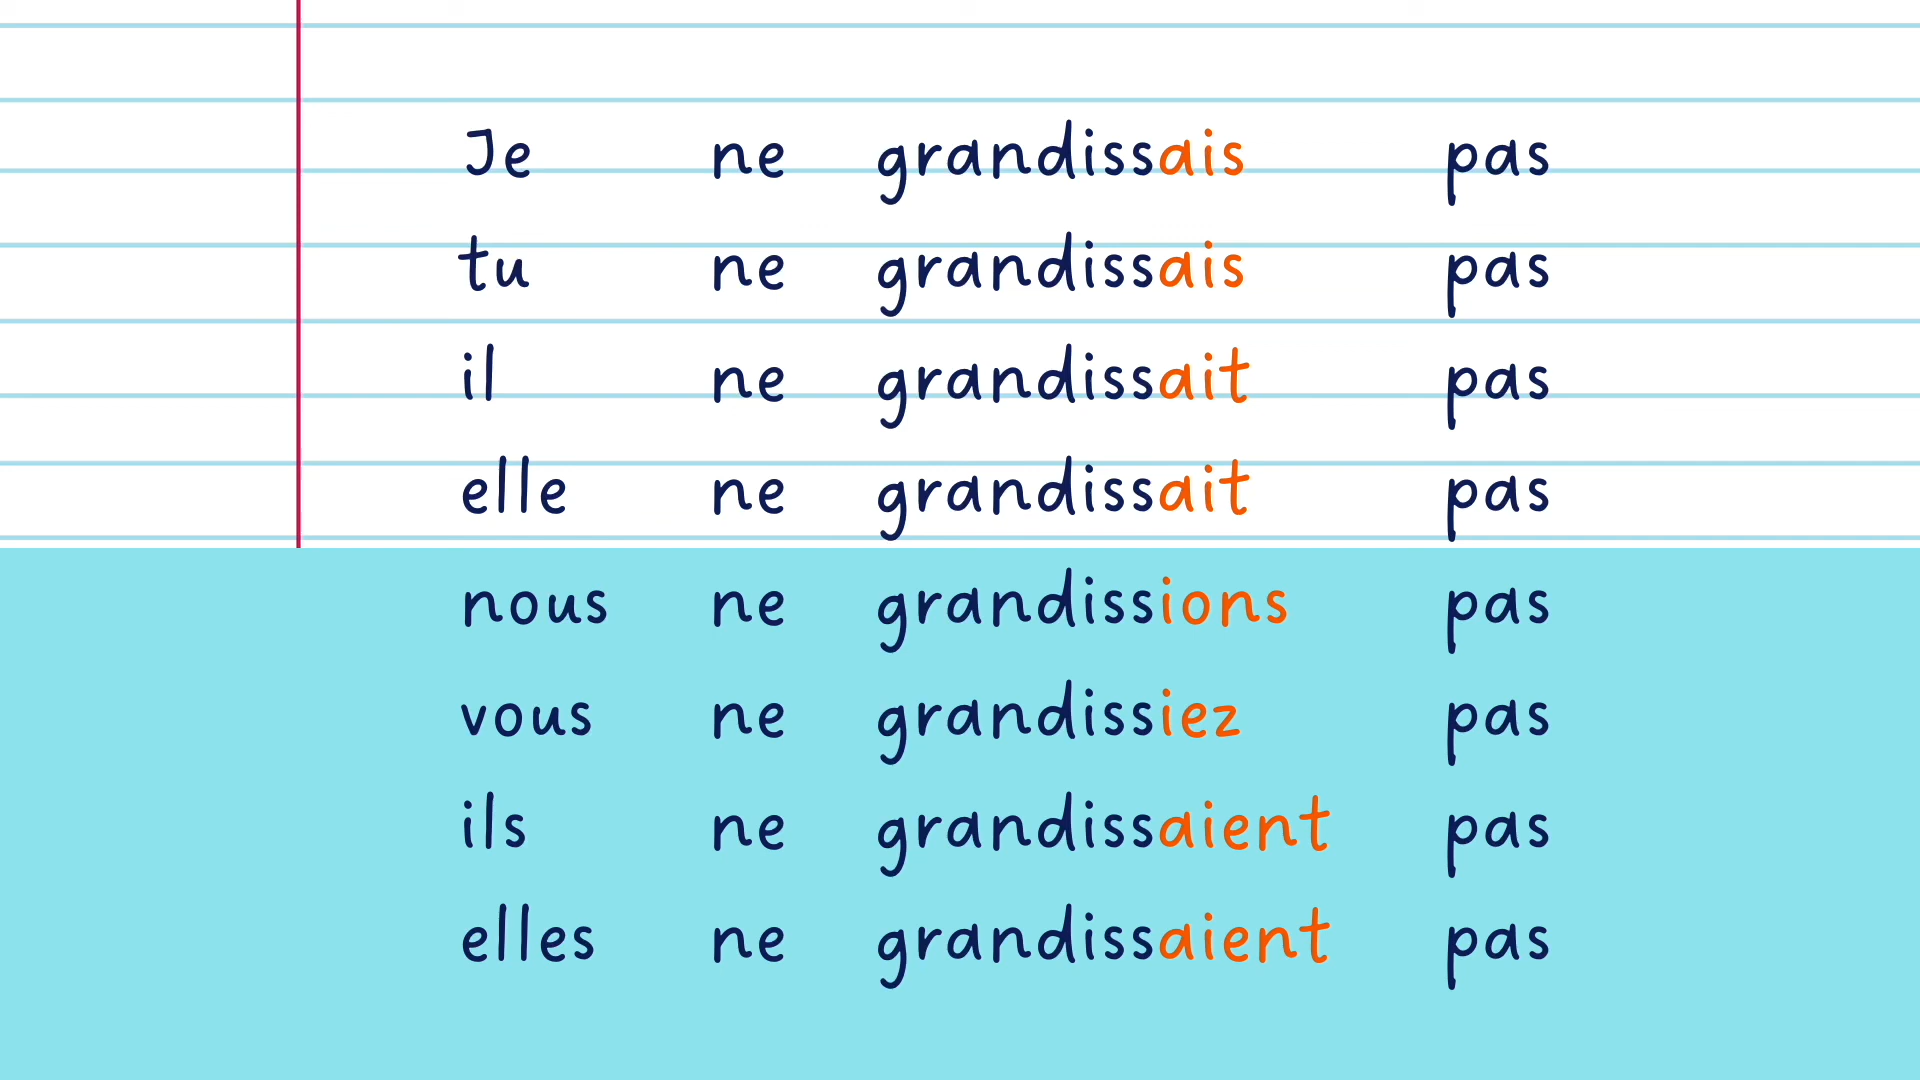 Je ne grandissais pas
tu ne grandissais pas
il ne grandissait pas
elle ne grandissait pas
nous ne grandissions pas
vous ne grandissiez pas
ils ne grandissaient pas
elles ne grandissaient pas